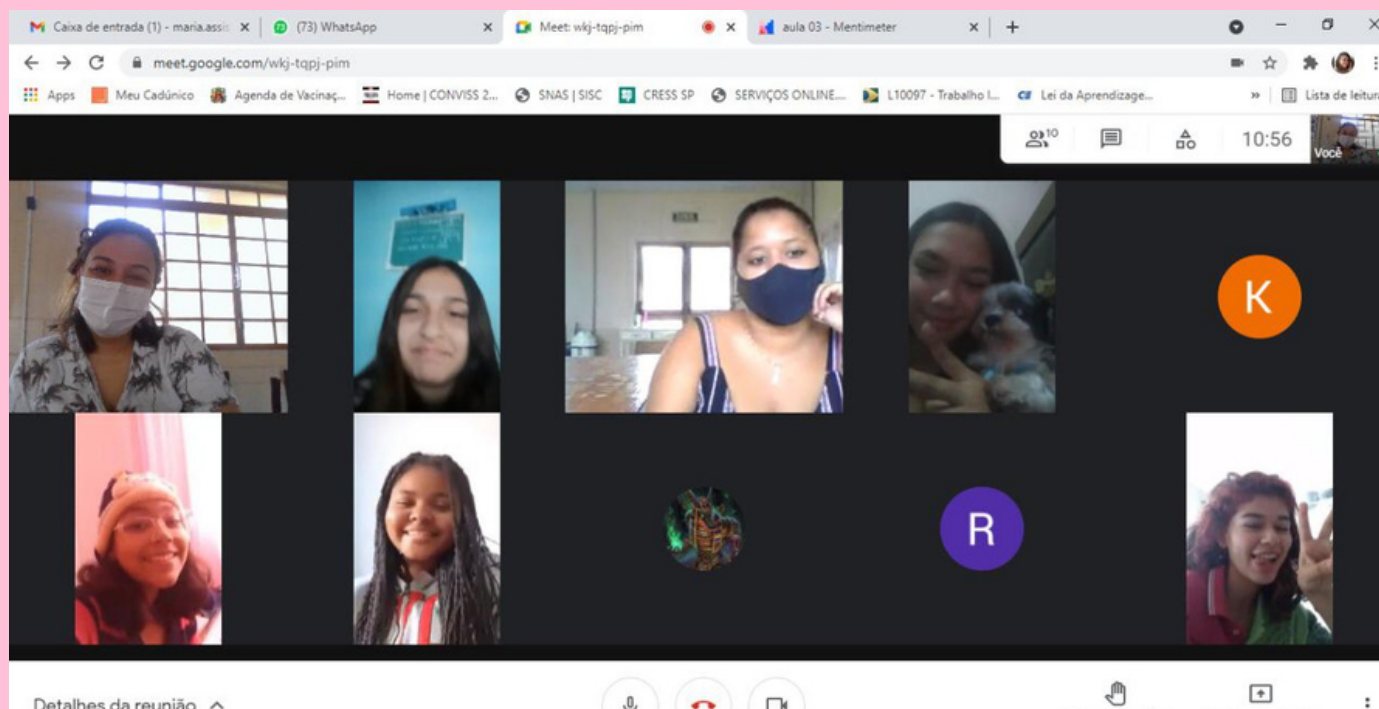 Caixa de entrada (1) - maria.assis
(73) WhatsApp
Meet: wkj-tqpj-pim
aula 03 - Mentimeter
meet.google.com/wkj-tqpj-pim
Apps
Meu Cadúnico
Agenda de Vacinaç...
Home | CONVISS 2...
SNAS | SISC
CRESS SP
SERVIÇOS ONLINE...
L10097 - Trabalho I...
Lei da Aprendizage...
»
Lista de leitura
10
10:56
Você
K
R
Detalhes da reunião